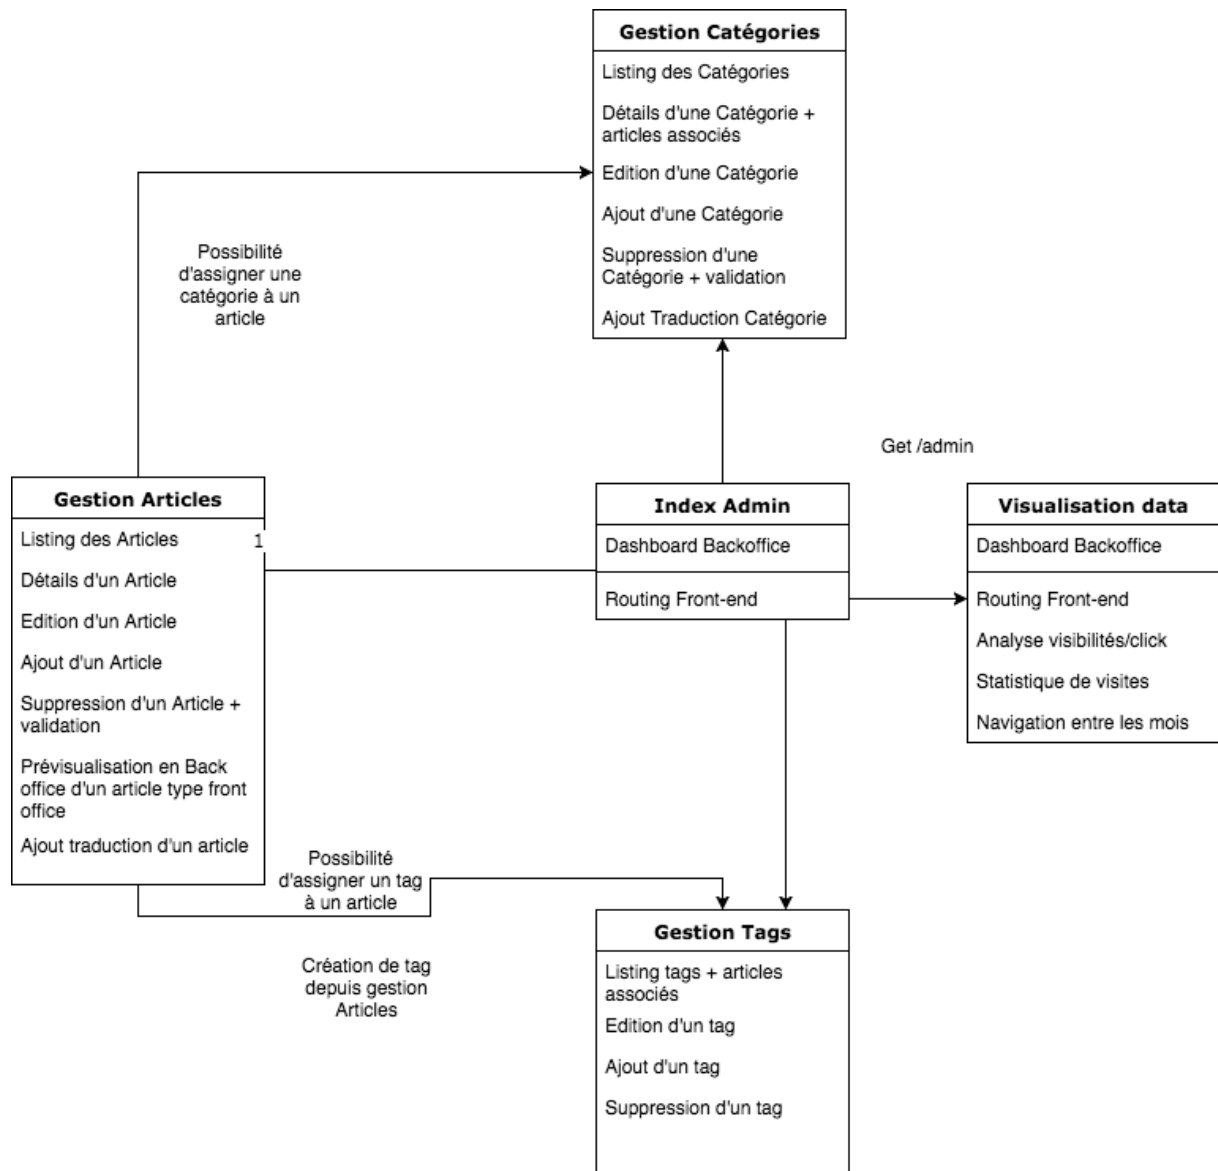 Gestion Catégories
Listing des Catégories
Détails d'une Catégorie +
articles associés
Edition d'une Catégorie
Ajout d'une Catégorie
Suppression d'une
Catégorie + validation
Ajout Traduction Catégorie
Possibilité
d'assigner une
catégorie à un
article
Get /admin
Gestion Articles
Listing des Articles
1
Détails d'un Article
Edition d'un Article
Ajout d'un Article
Suppression d'un Article +
validation
Prévisualisation en Back
office d'un article type front
office
Ajout traduction d'un article
Index Admin
Dashboard Backoffice
Routing Front-end
Visualisation data
Dashboard Backoffice
Routing Front-end
Analyse visibilités/click
Statistique de visites
Navigation entre les mois
Possibilité
d'assigner un tag
à un article
Création de tag
depuis gestion
Articles
Gestion Tags
Listing tags + articles
associés
Edition d'un tag
Ajout d'un tag
Suppression d'un tag